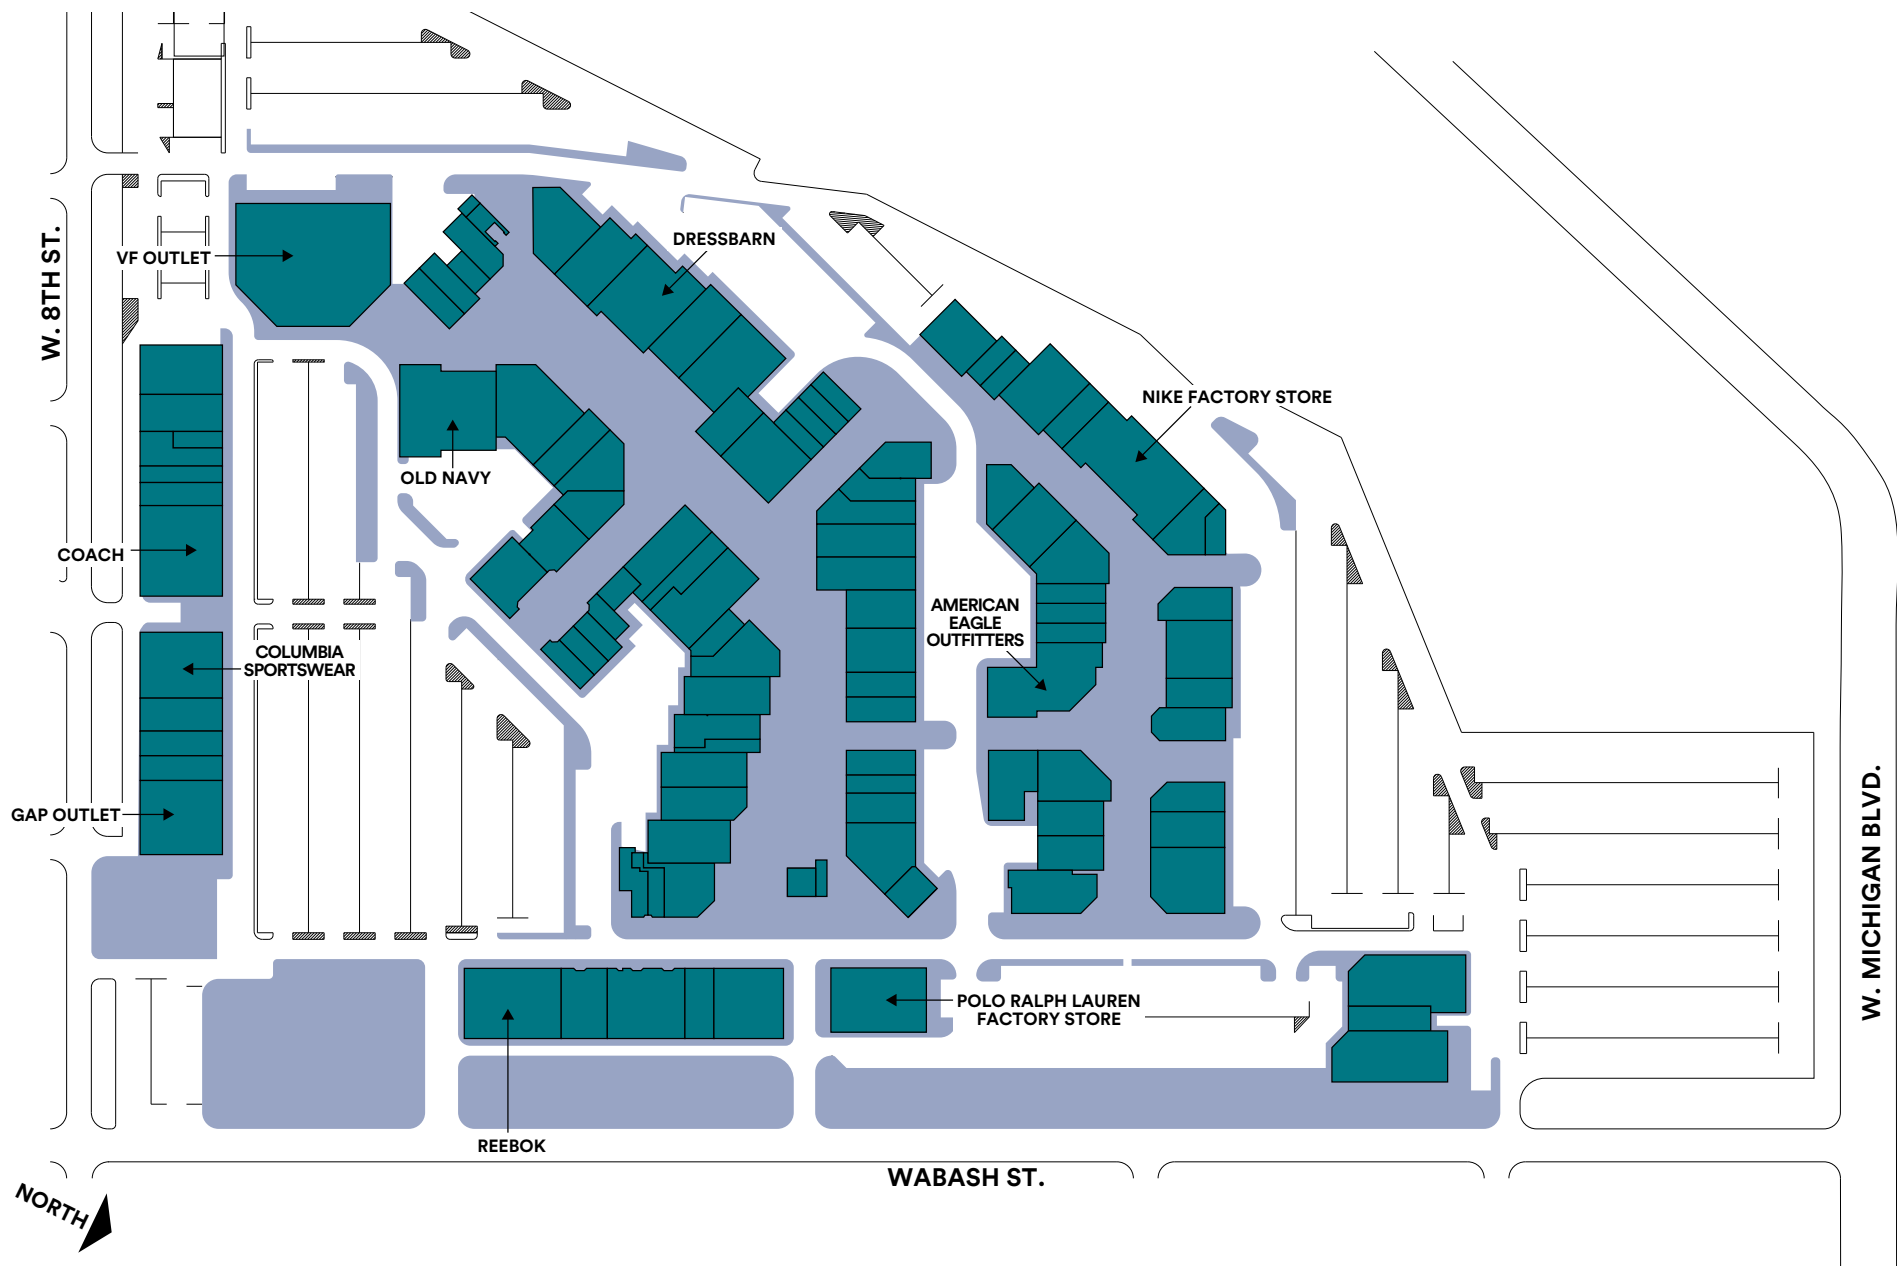 DRESSBARN
W. 8TH ST.
VF OUTLET
NIKE FACTORY STORE
OLD NAVY
COACH
AMERICAN
EAGLE
OUTFITTERS
COLUMBIA
SPORTSWEAR
GAP OUTLET
W. MICHIGAN BLVD.
POLO RALPH LAUREN
FACTORY STORE
REEBOK
WABASH ST.
NORTH